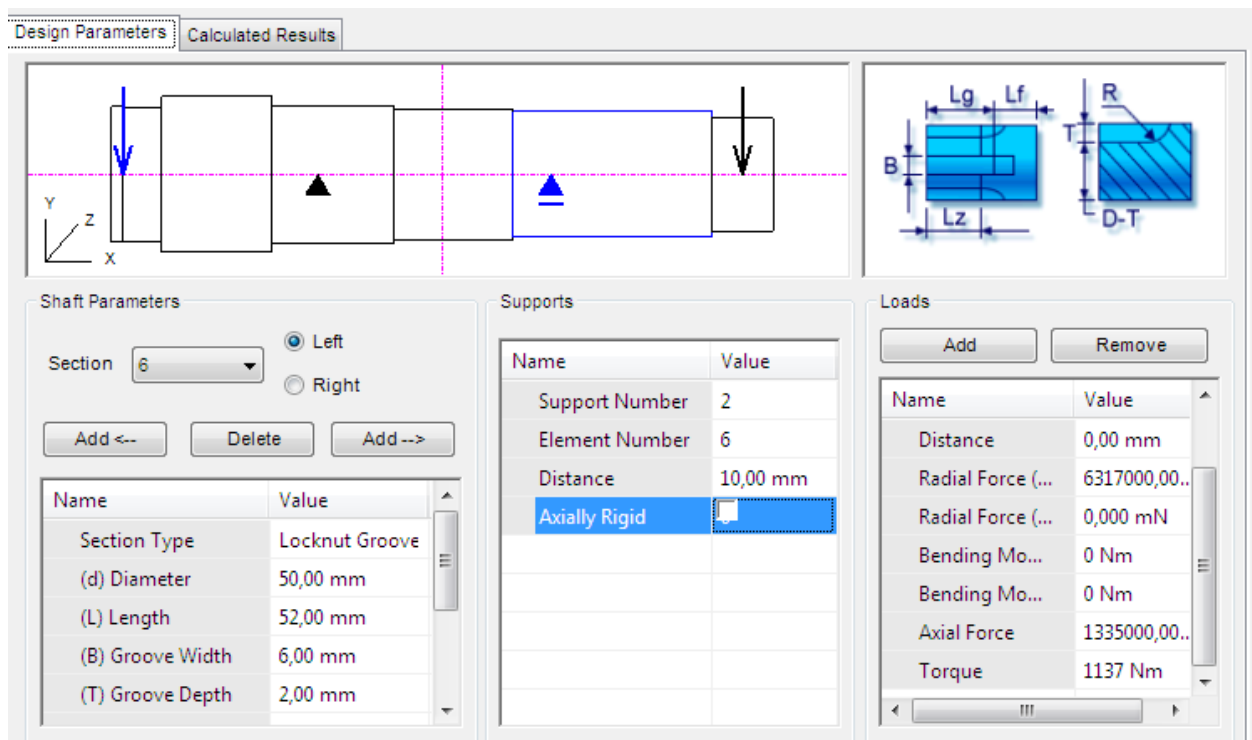 Design Parameters
Calculated Results
Y
Z
X
Lg
Lf
R
T
B
Lz
D-T
Shaft Parameters
Section
6
Left
Right
Add <--
Delete
Add -->
Name Value
Section Type Locknut Groove
(d) Diameter 50,00 mm
(L) Length 52,00 mm
(B) Groove Width 6,00 mm
(T) Groove Depth 2,00 mm
Supports
Name Value
Support Number 2
Element Number 6
Distance 10,00 mm
Axially Rigid
Loads
Add
Remove
Name Value
Distance 0,00 mm
Radial Force (... 6317000,00..
Radial Force (... 0,000 mN
Bending Mo... 0 Nm
Bending Mo... 0 Nm
Axial Force 1335000,00..
Torque 1137 Nm